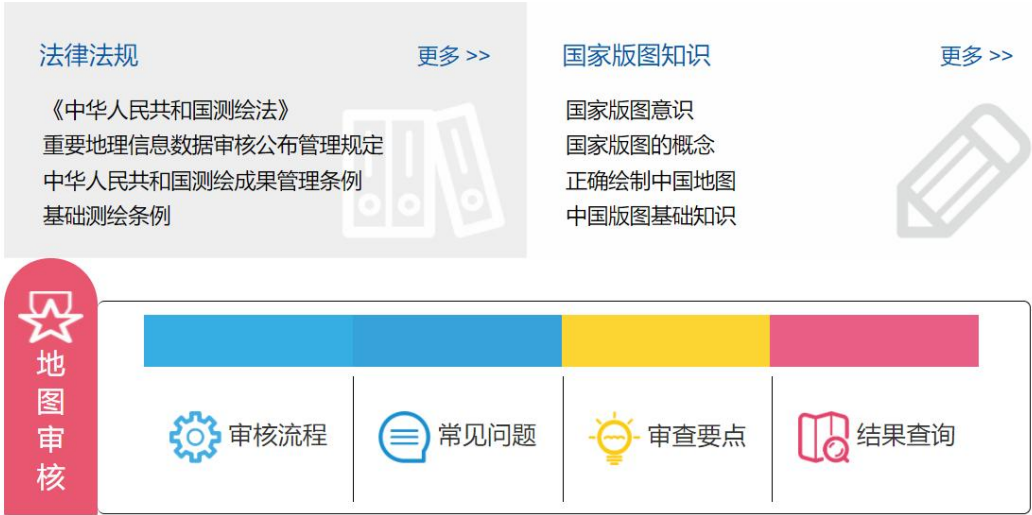 法律法规
更多 >>
《中华人民共和国测绘法》
重要地理信息数据审核公布管理规定
中华人民共和国测绘成果管理条例
基础测绘条例
国家版图知识
更多 >>
国家版图意识
国家版图的概念
正确绘制中国地图
中国版图基础知识
地图审核
审核流程
常见问题
审查要点
结果查询